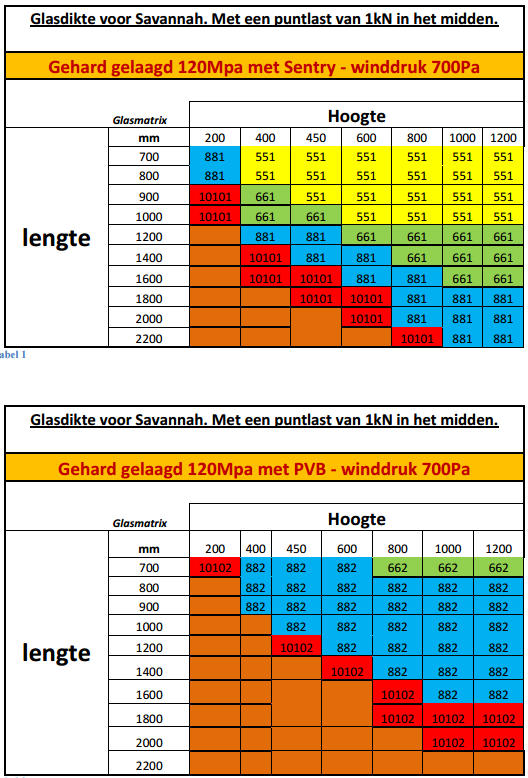 Glasdikte voor Savannah. Met een puntlast van 1kN in het midden.
Gehard gelaagd 120Mpa met Sentry - winddruk 700Pa
Glasmatrix Hoogte
mm 200 400 450 600 800 1000 1200
700 881 551 551 551 551 551 551
800 881 551 551 551 551 551 551
900 10101 661 551 551 551 551 551
1000 10101 661 661 551 551 551 551
lengte
1200 881 881 661 661 661 661
1400 10101 881 881 661 661 661
1600 10101 10101 881 881 661 661
1800 10101 10101 881 881 881
2000 10101 881 881 881
2200 10101 881 881
abel 1
Glasdikte voor Savannah. Met een puntlast van 1kN in het midden.
Gehard gelaagd 120Mpa met PVB - winddruk 700Pa
Glasmatrix Hoogte
mm 200 400 450 600 800 1000 1200
700 10102 882 882 882 662 662 662
800 882 882 882 882 882 882
900 882 882 882 882 882 882
1000 882 882 882 882 882
lengte
1200 10102 882 882 882 882
1400 10102 882 882 882
1600 10102 882 882
1800 10102 10102 10102
2000 10102 10102
2200